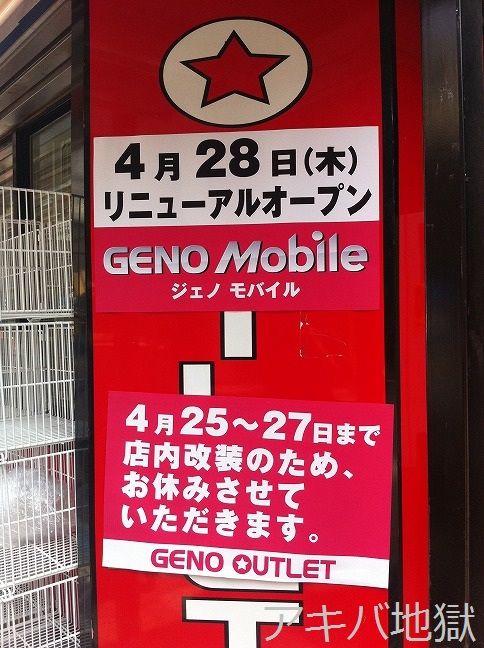 4月28日(木)
リニューアルオープン
GENO Mobile
ジェノ モバイル
4月25～27日まで
店内改装のため、
お休みさせて
いただきます。
GENO OUTLET
アキバ地獄